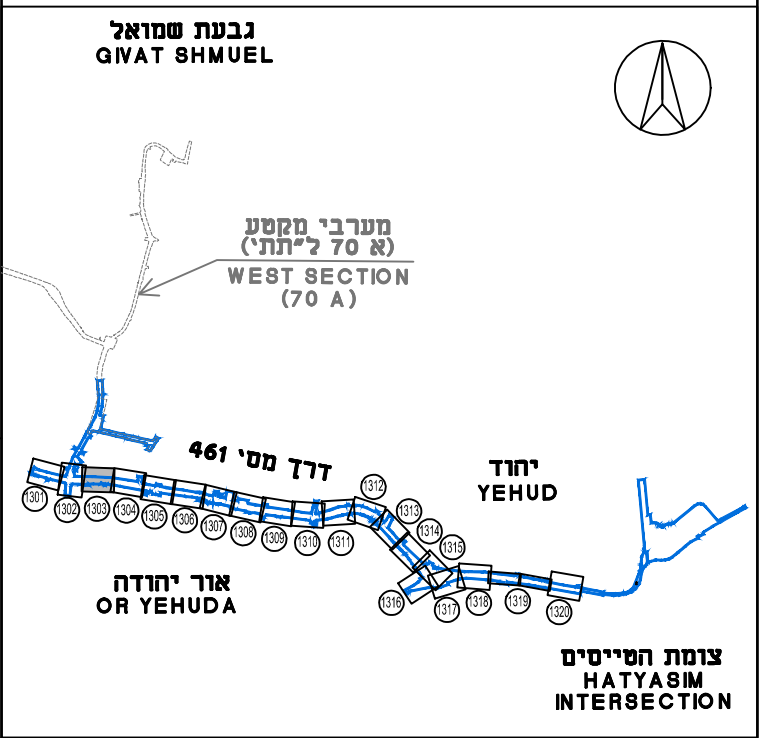 גבעת שמואל
GIVAT SHMUEL
מערבי מקטע
(א 70 ל"תת'י)
WEST SECTION
(70 A)
דרך מס' 461
יהוד
YEHUD
1301
1302
1303
1304
1305
1306
1307
1308
1309
1310
1311
1312
1313
1314
1315
1316
1317
1318
1319
1320
אור יהודה
OR YEHUDA
צומת הטייסים
HATYASIM
INTERSECTION